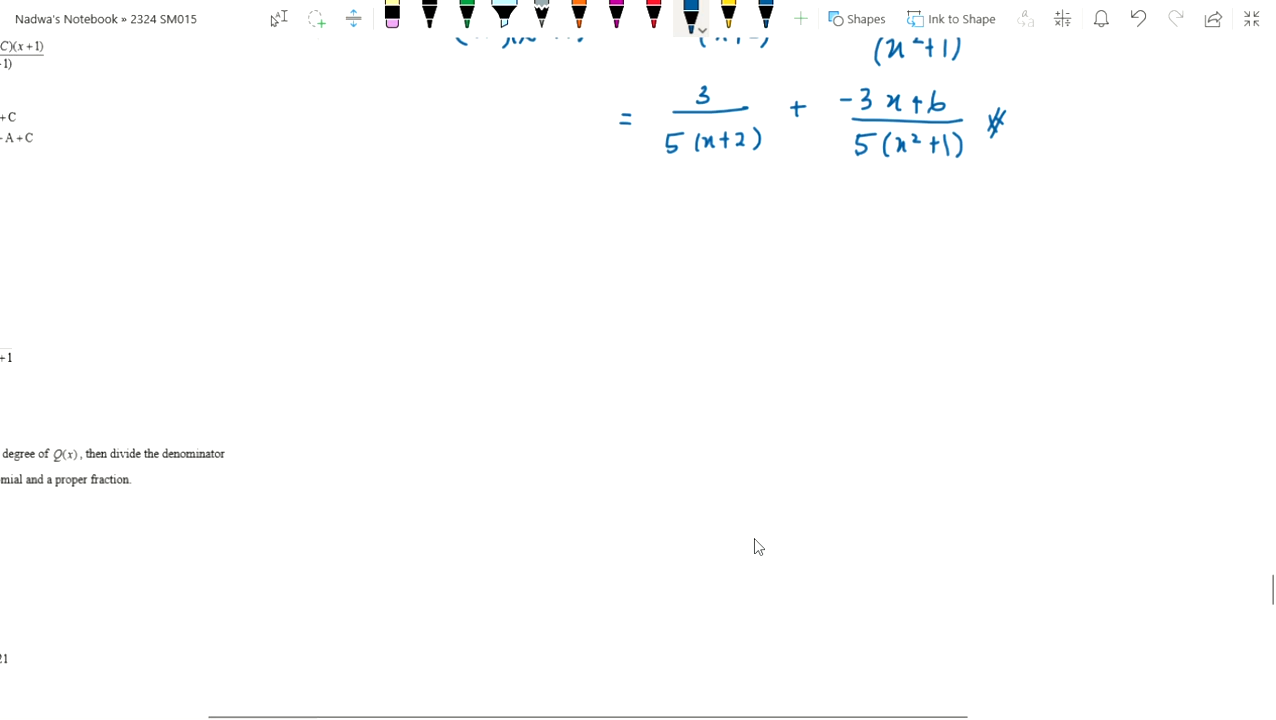 Nadwa's Notebook » 2324 SM015
Shapes
Ink to Shape
C)(x+1)
-1)
(x²+1)
+C
-A+C
= 3/5(x+2) + -3x+6/5(x²+1) #
+1
degree of Q(x), then divide the denominator
mial and a proper fraction.
21